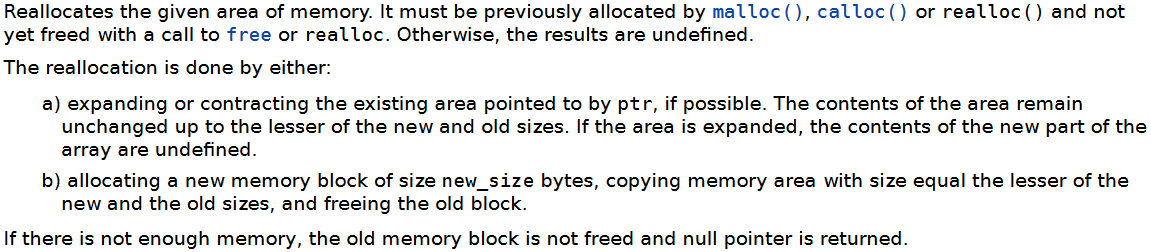 Reallocates the given area of memory. It must be previously allocated by malloc(), calloc() or realloc() and not
yet freed with a call to free or realloc. Otherwise, the results are undefined.
The reallocation is done by either:
a) expanding or contracting the existing area pointed to by ptr, if possible. The contents of the area remain
unchanged up to the lesser of the new and old sizes. If the area is expanded, the contents of the new part of the
array are undefined.
b) allocating a new memory block of size new_size bytes, copying memory area with size equal the lesser of the
new and the old sizes, and freeing the old block.
If there is not enough memory, the old memory block is not freed and null pointer is returned.